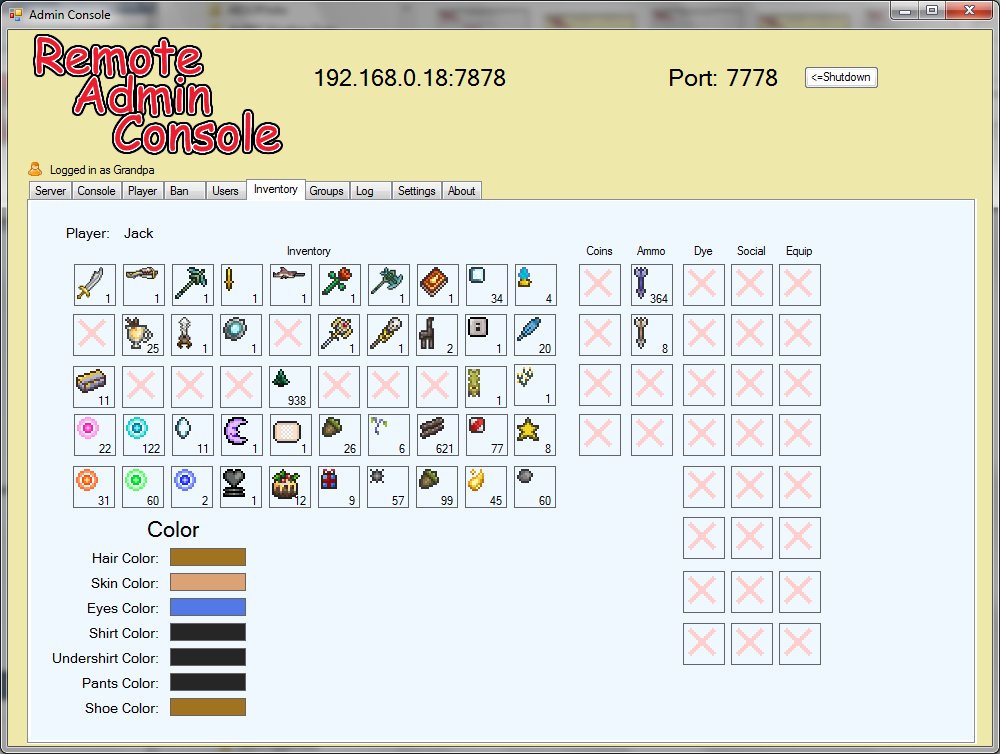 Admin Console
Remote
Admin
Console
192.168.0.18:7878
Port: 7778
<=Shutdown
Logged in as Grandpa
Server Console Player Ban Users Inventory Groups Log Settings About
Player: Jack
Inventory Coins Ammo Dye Social Equip
1 1 1 1 1 1 1 1 34 4 364
25 1 1 1 1 2 1 20 8
11 938 1 1
22 122 11 1 1 26 6 621 77 8
31 60 2 1 12 9 57 99 45 60
Color
Hair Color:
Skin Color:
Eyes Color:
Shirt Color:
Undershirt Color:
Pants Color:
Shoe Color: